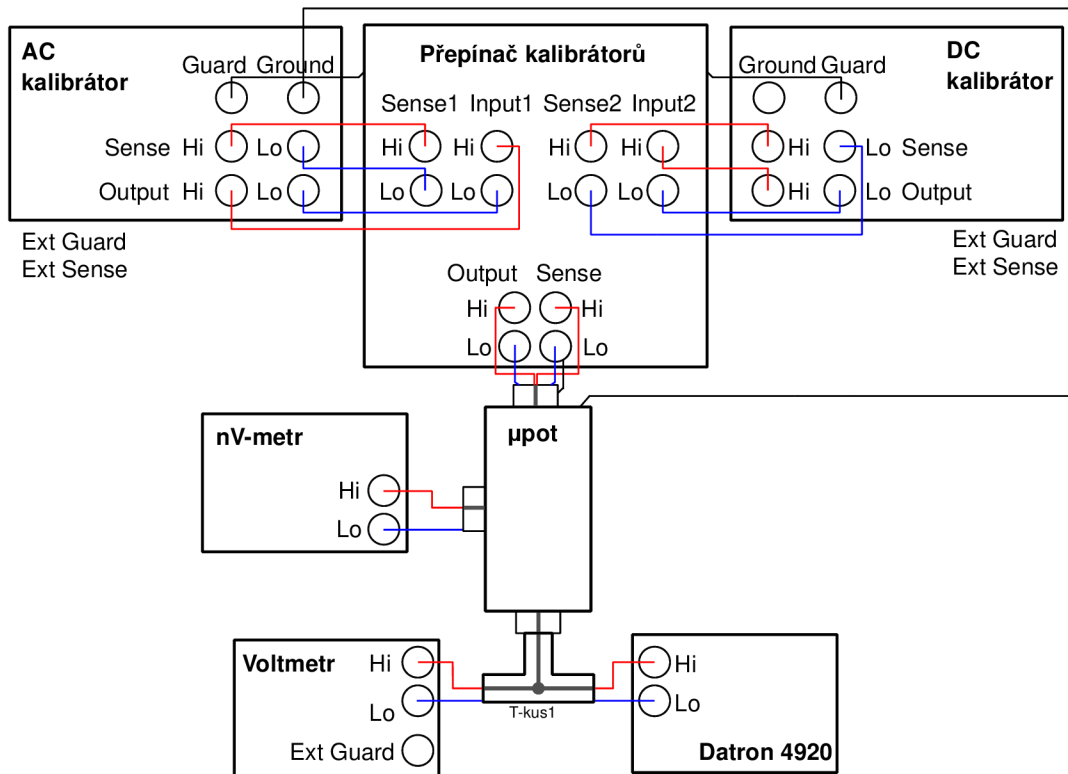 AC
kalibrátor
Guard Ground
Sense Hi Lo
Output Hi Lo
Ext Guard
Ext Sense
Přepínač kalibrátorů
Sense1 Input1 Sense2 Input2
Hi Hi Hi Hi
Lo Lo Lo Lo
Output Sense
Hi Hi
Lo Lo
DC
kalibrátor
Ground Guard
Hi Lo Sense
Hi Lo Output
Ext Guard
Ext Sense
nV-metr
Hi
Lo
µpot
Voltmetr
Hi
Lo
Ext Guard
T-kus1
Hi
Lo
Datron 4920